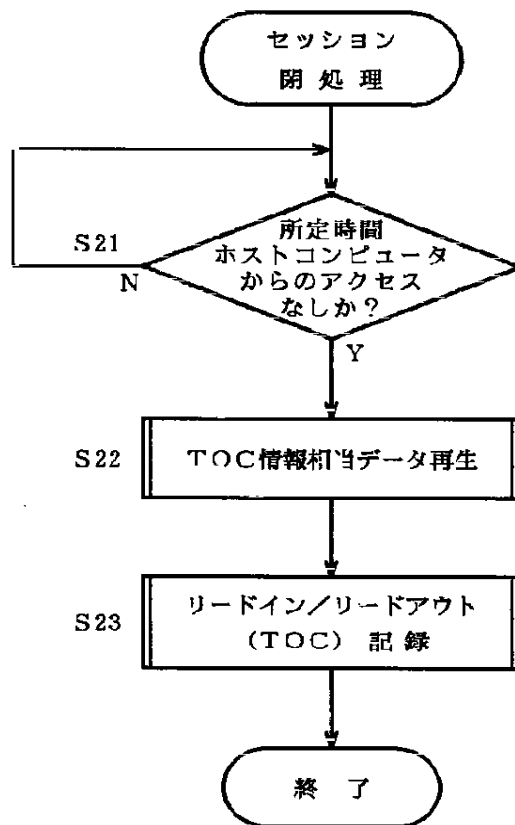 セッション
閉 処 理
S21
所定時間
ホストコンピュータ
からのアクセス
なしか？
N
Y
S22
TOC情報相当データ再生
S23
リードイン／リードアウト
（TOC） 記 録
終 了